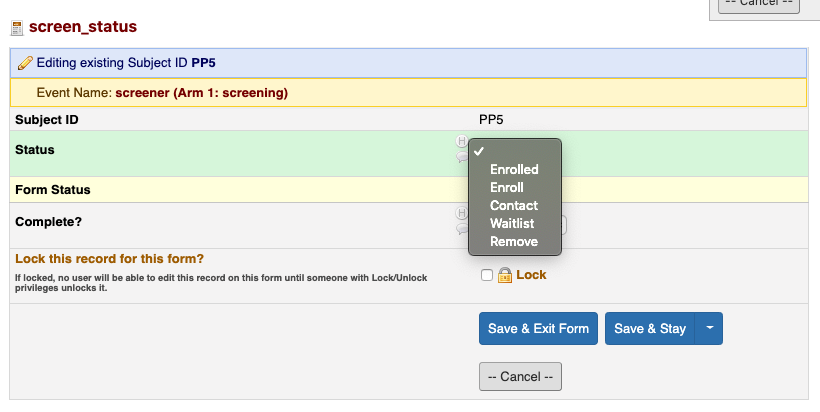 -- Cancel --
screen_status
Editing existing Subject ID PP5
Event Name: screener (Arm 1: screening)
Subject ID PP5
Status
H
Enrolled
Enroll
Contact
Waitlist
Remove
Form Status
Complete?
H
Lock this record for this form?
If locked, no user will be able to edit this record on this form until someone with Lock/Unlock
privileges unlocks it.
Lock
Save & Exit Form Save & Stay
-- Cancel --